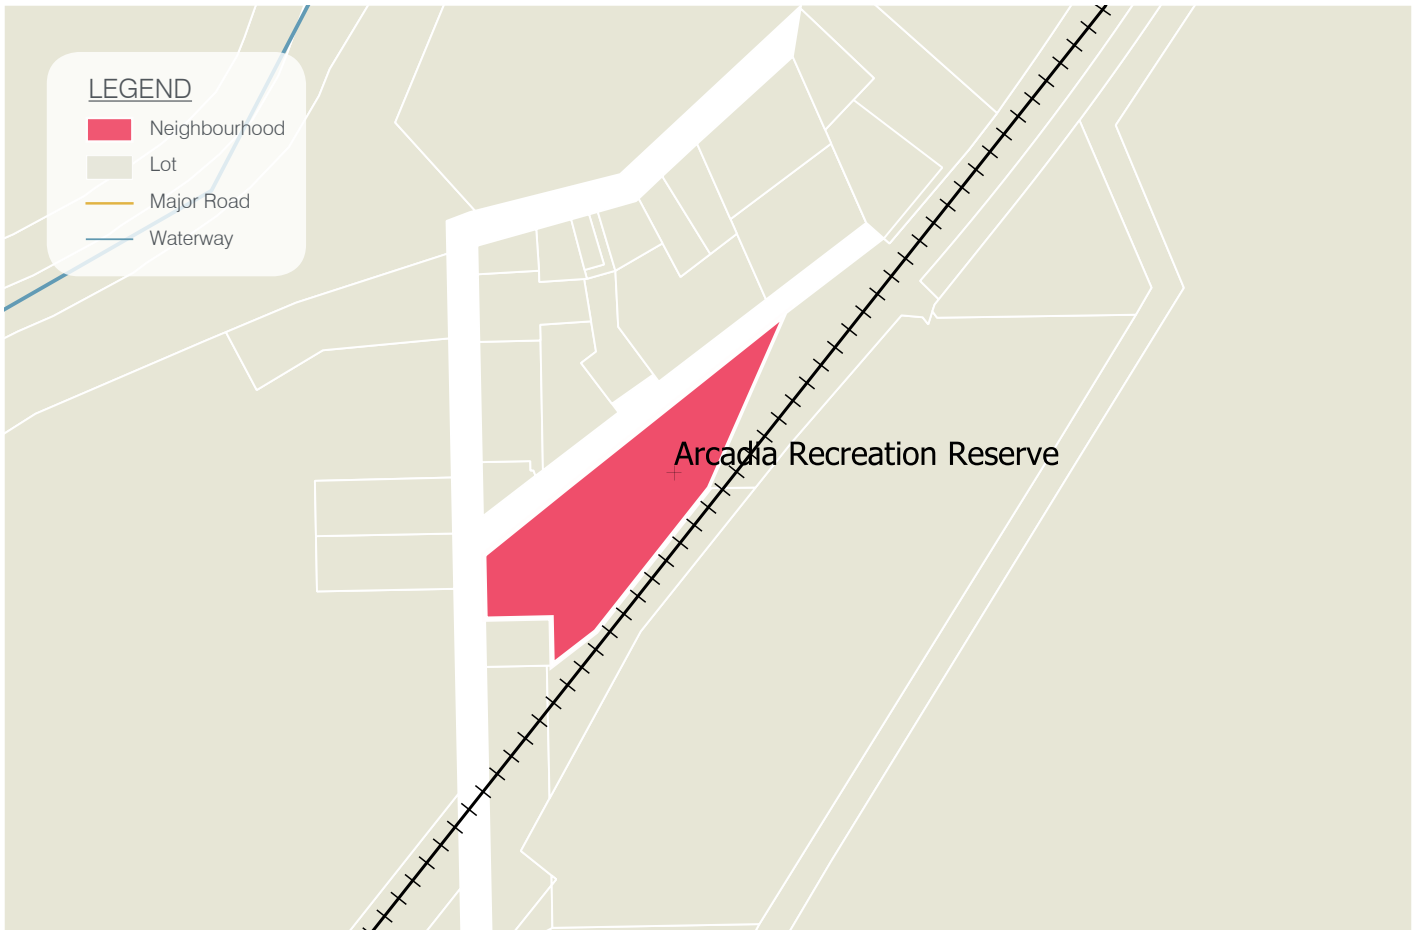 LEGEND
Neighbourhood
Lot
Major Road
Waterway
Arcadia Recreation Reserve